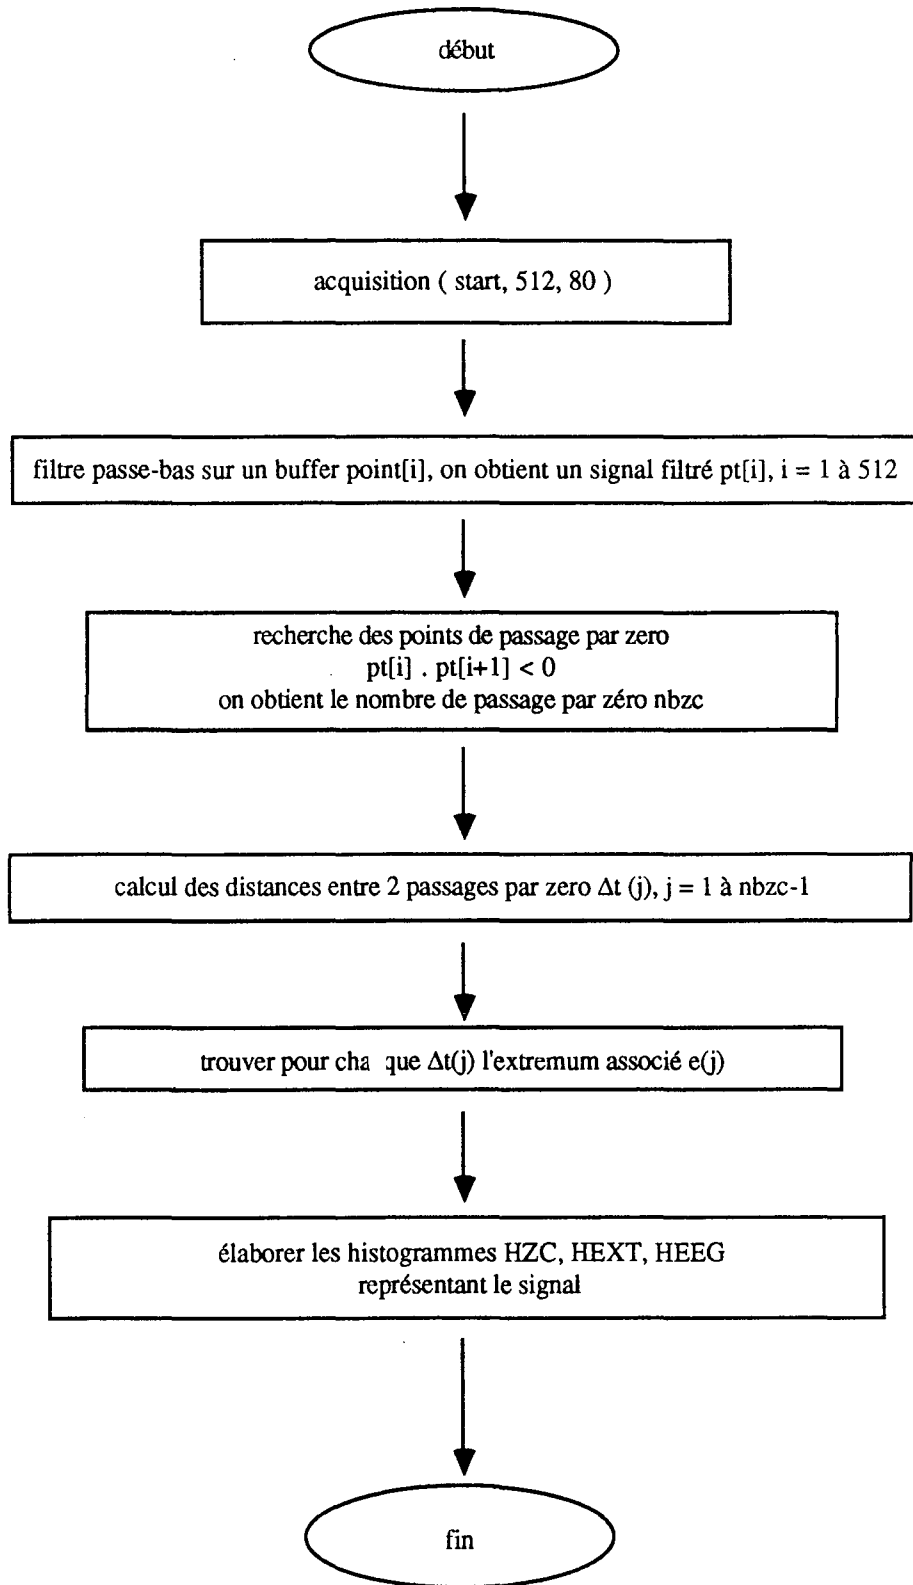 début
acquisition ( start, 512, 80 )
filtre passe-bas sur un buffer point[i], on obtient un signal filtré pt[i], i = 1 à 512
recherche des points de passage par zero
pt[i] . pt[i+1] < 0
on obtient le nombre de passage par zéro nbzc
calcul des distances entre 2 passages par zero Δt (j), j = 1 à nbzc-1
trouver pour cha que Δt(j) l'extremum associé e(j)
élaborer les histogrammes HZC, HEXT, HEEG
représentant le signal
fin